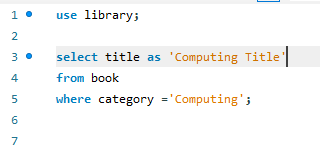 1 use library;
2
3 select title as 'Computing Title'
4 from book
5 where category ='Computing';
6
7